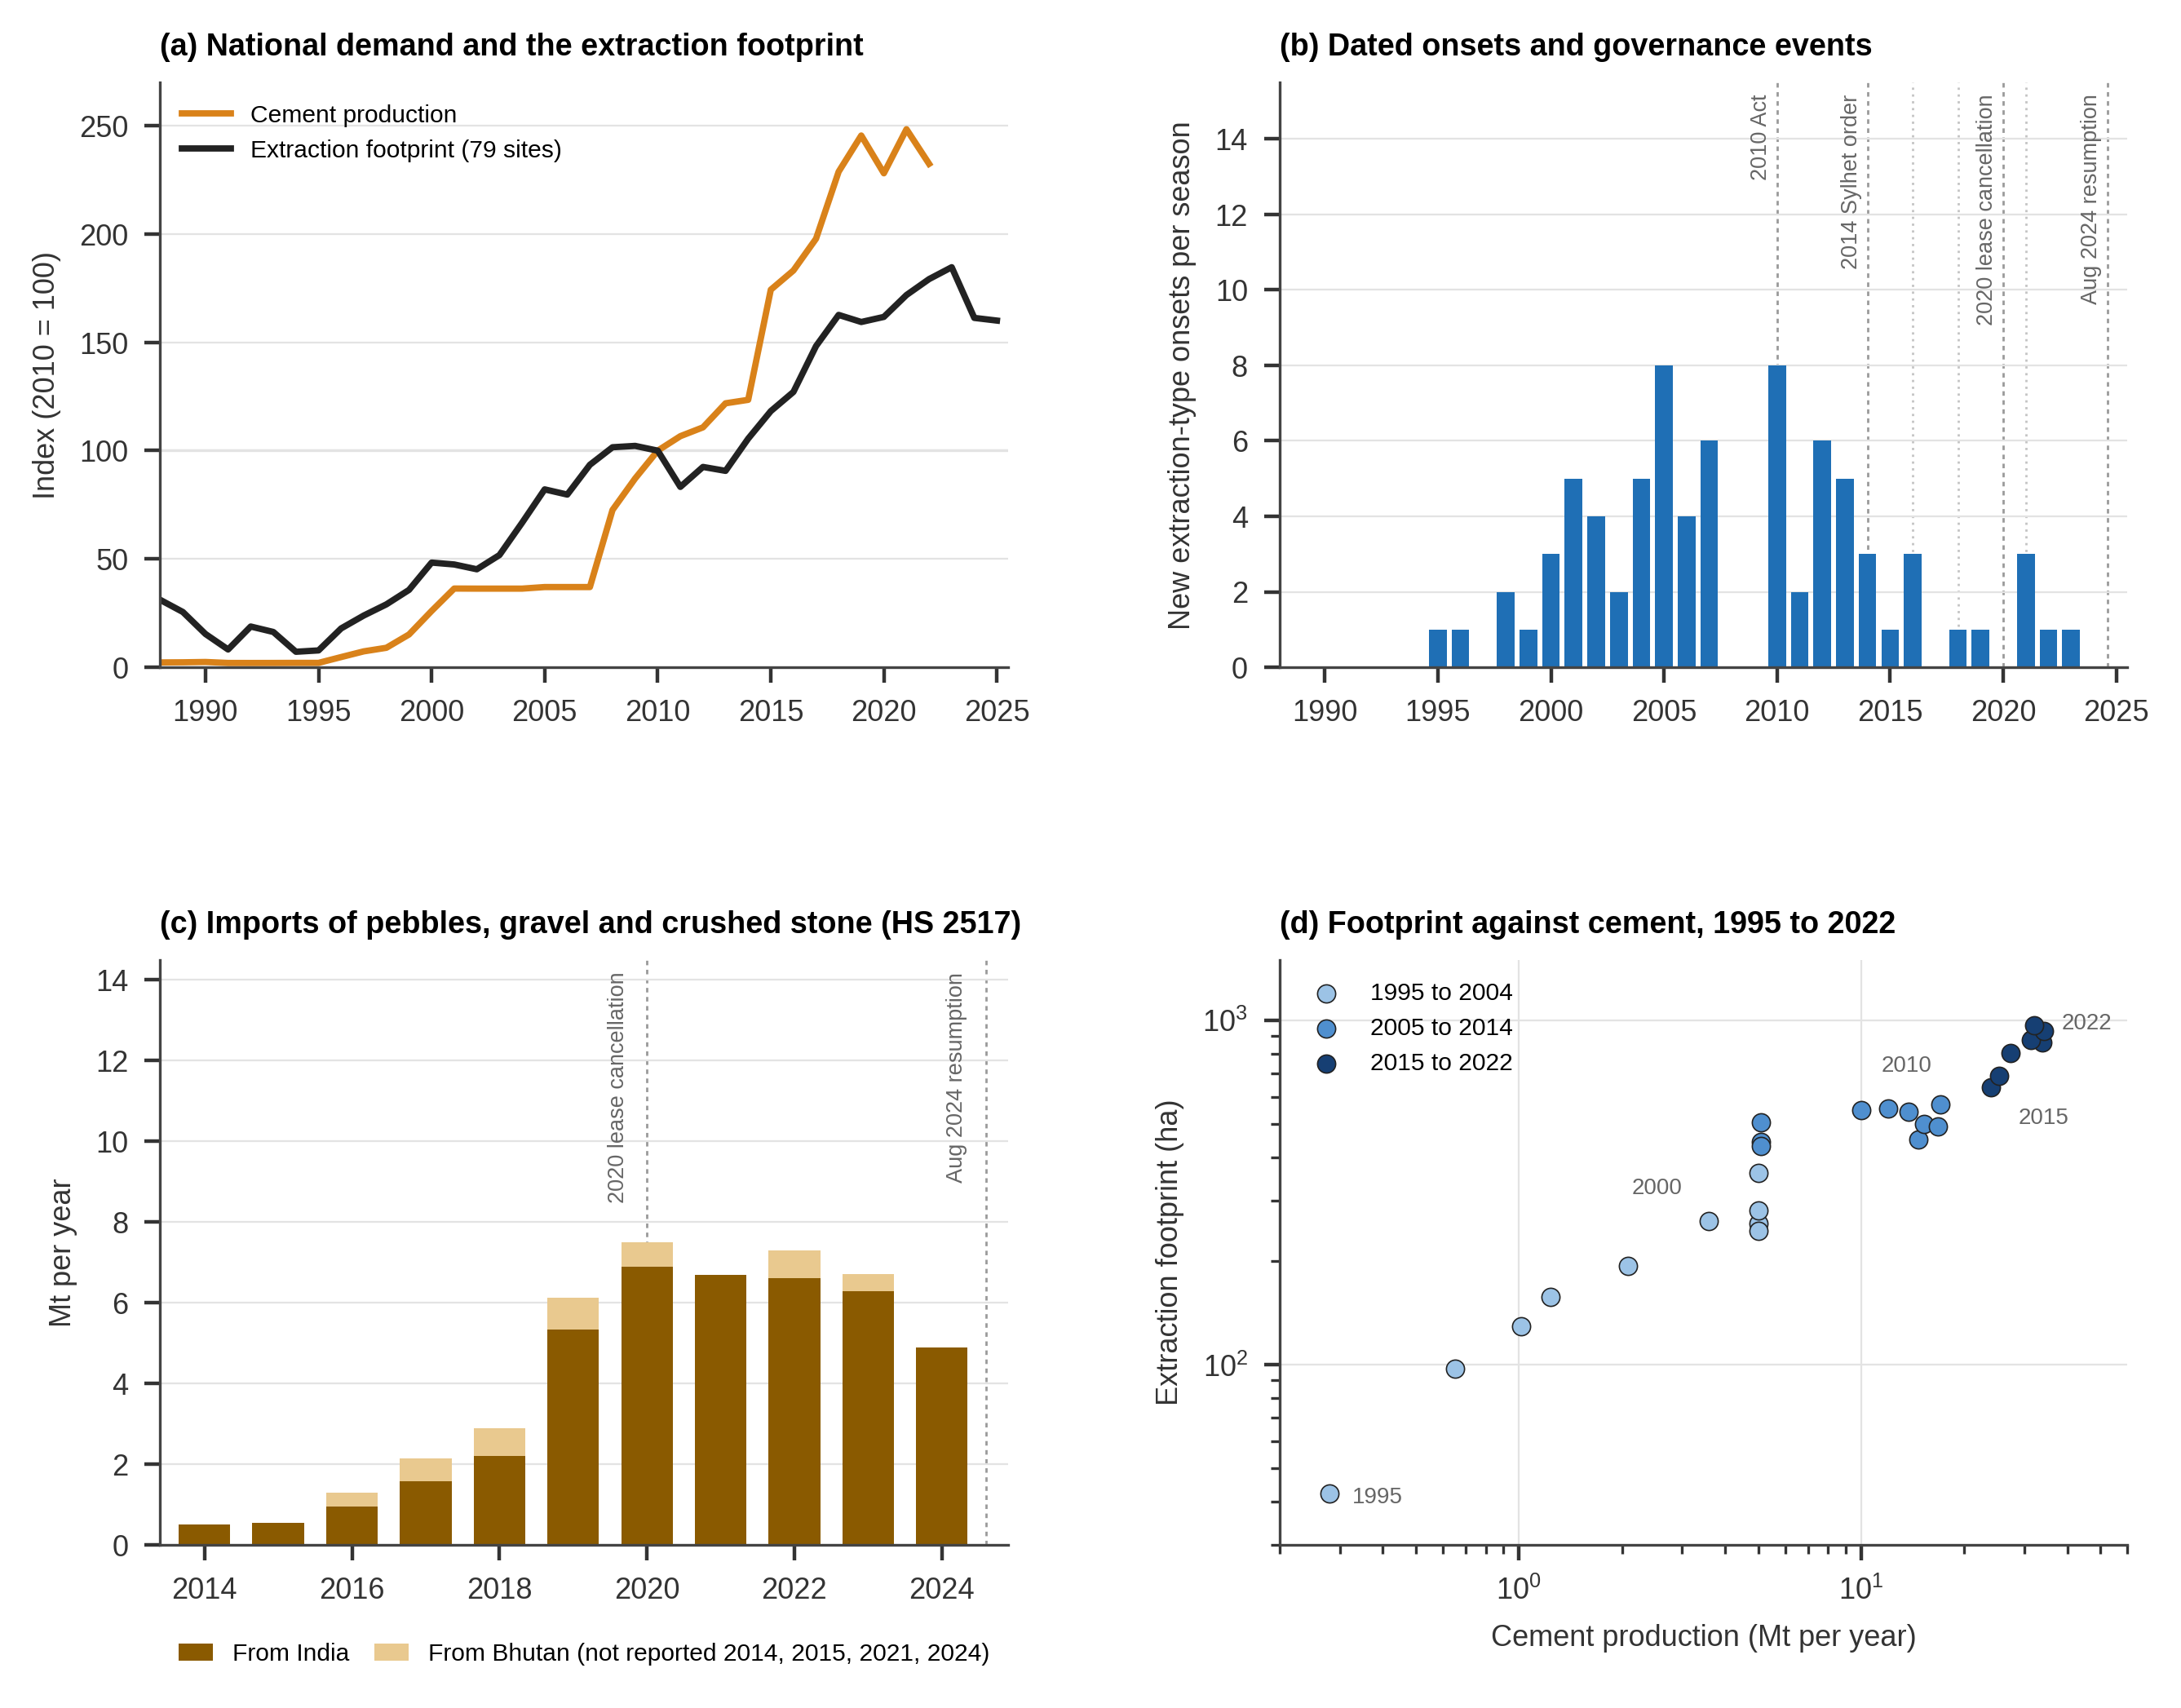 (a) National demand and the extraction footprint
Index (2010 = 100)
250
200
150
100
50
0
Cement production
Extraction footprint (79 sites)
1990 1995 2000 2005 2010 2015 2020 2025
(b) Dated onsets and governance events
New extraction-type onsets per season
14
12
10
8
6
4
2
0
2010 Act
2014 Sylhet order
2020 lease cancellation
Aug 2024 resumption
1990 1995 2000 2005 2010 2015 2020 2025
(c) Imports of pebbles, gravel and crushed stone (HS 2517)
Mt per year
14
12
10
8
6
4
2
0
2020 lease cancellation
Aug 2024 resumption
2014 2016 2018 2020 2022 2024
From India
From Bhutan (not reported 2014, 2015, 2021, 2024)
(d) Footprint against cement, 1995 to 2022
Extraction footprint (ha)
10³
10²
1995 to 2004
2005 to 2014
2015 to 2022
2022
2010
2015
2000
1995
10⁰ 10¹
Cement production (Mt per year)